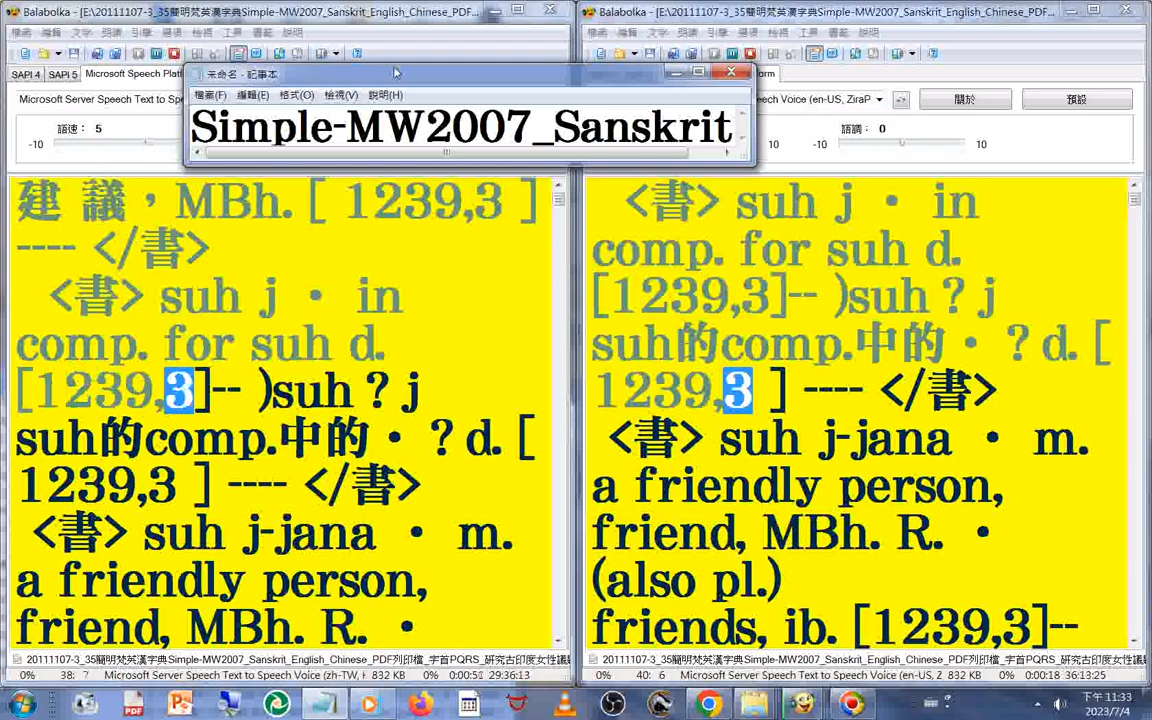 Balabolka - [E:\20111107-3_35簡明梵英漢字典Simple-MW2007_Sanskrit_English_Chinese_PDF...
Balabolka - [E:\20111107-3_35簡明梵英漢字典Simple-MW2007_Sanskrit_English_Chinese_PDF...
SAPI 4 SAPI 5 Microsoft Speech Platf
未命名 - 記事本
檔案(F) 編輯(E) 格式(O) 檢視(V) 說明(H)
Simple-MW2007_Sanskrit
Microsoft Server Speech Text to Sp
eech Voice (en-US, ZiraP
關於
預設
語速： 5
-10
語調： 0
10 -10 10
建 議，MBh. [ 1239,3 ]
---- </書>
<書> suh j • in
comp. for suh d.
[1239,3]-- )suh？j
suh的comp.中的• ？d. [
1239,3 ] ---- </書>
<書> suh j-jana • m.
a friendly person,
friend, MBh. R. •
<書> suh j • in
comp. for suh d.
[1239,3]-- )suh？j
suh的comp.中的• ？d. [
1239,3 ] ---- </書>
<書> suh j-jana • m.
a friendly person,
friend, MBh. R. •
(also pl.)
friends, ib. [1239,3]--
20111107-3_35簡明梵英漢字典Simple-MW2007_Sanskrit_English_Chinese_PDF列印檔_字首PQRS_研究古印度女性議
20111107-3_35簡明梵英漢字典Simple-MW2007_Sanskrit_English_Chinese_PDF列印檔_字首PQRS_研究古印度女性議
0% 38: ? Microsoft Server Speech Text to Speech Voice (zh-TW, H 832 KB 0% 0:00:51 29:36:13
0% 40: 6 Microsoft Server Speech Text to Speech Voice (en-US, Z 832 KB 0% 0:00:18 36:13:25
下午 11:33
2023/7/4